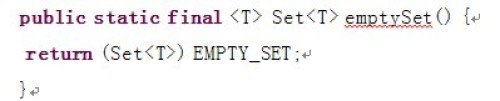 public static final <T> Set<T> emptySet() {
return (Set<T>) EMPTY_SET;
}